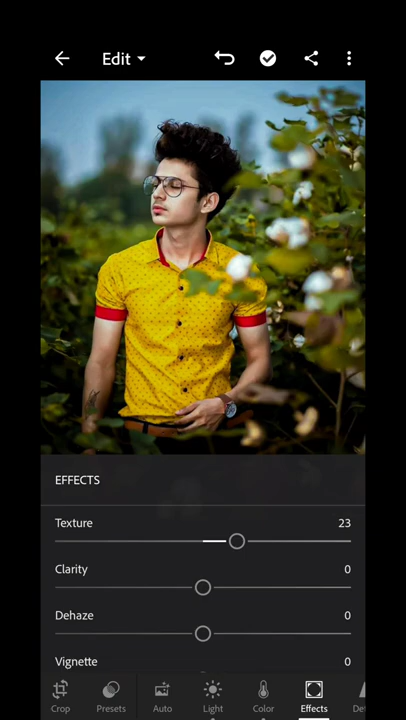 Edit
EFFECTS
Texture 23
Clarity 0
Dehaze 0
Vignette 0
Crop Presets Auto Light Color Effects